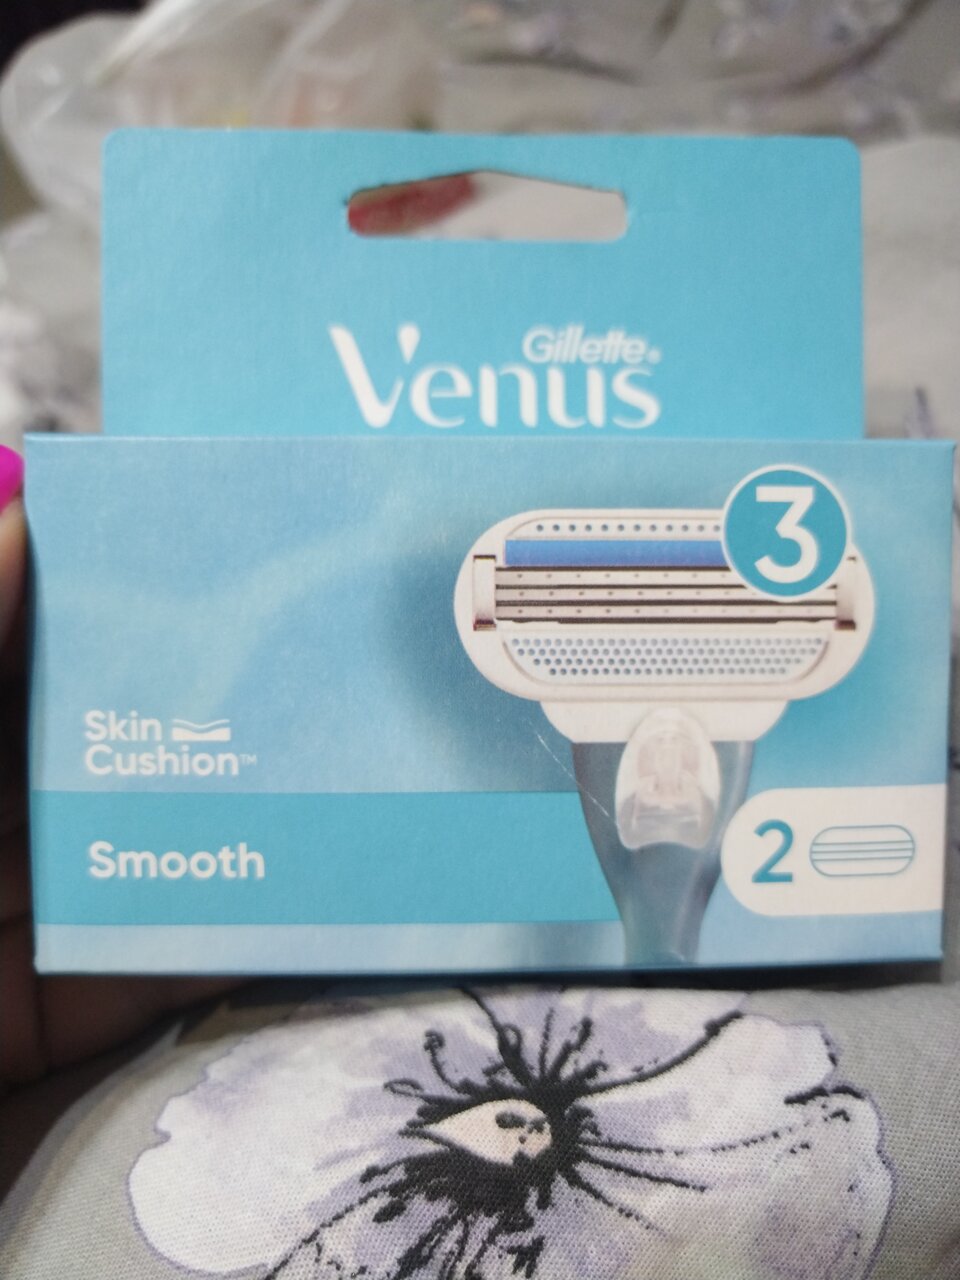 Gillette®
Venus
3
Skin
Cushion™
Smooth
2